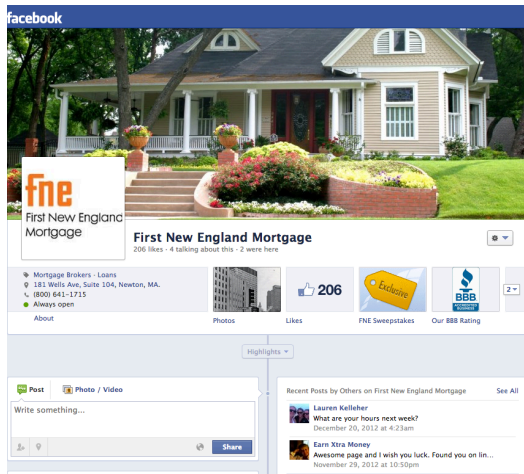 facebook
fne
First New England
Mortgage
First New England Mortgage
206 likes · 4 talking about this · 2 were here
Mortgage Brokers · Loans
181 Wells Ave, Suite 104, Newton, MA.
(800) 641-1715
Always open
About
206
Exclusive
BBB
ACCREDITED
BUSINESS
2
Photos
Likes
FNE Sweepstakes
Our BBB Rating
Highlights
Post
Photo / Video
Write something...
Share
Recent Posts by Others on First New England Mortgage
See All
Lauren Kelleher
What are your hours next week?
December 20, 2012 at 4:23am
Earn Xtra Money
Awesome page and I wish you luck. Found you on lin...
November 29, 2012 at 10:50pm